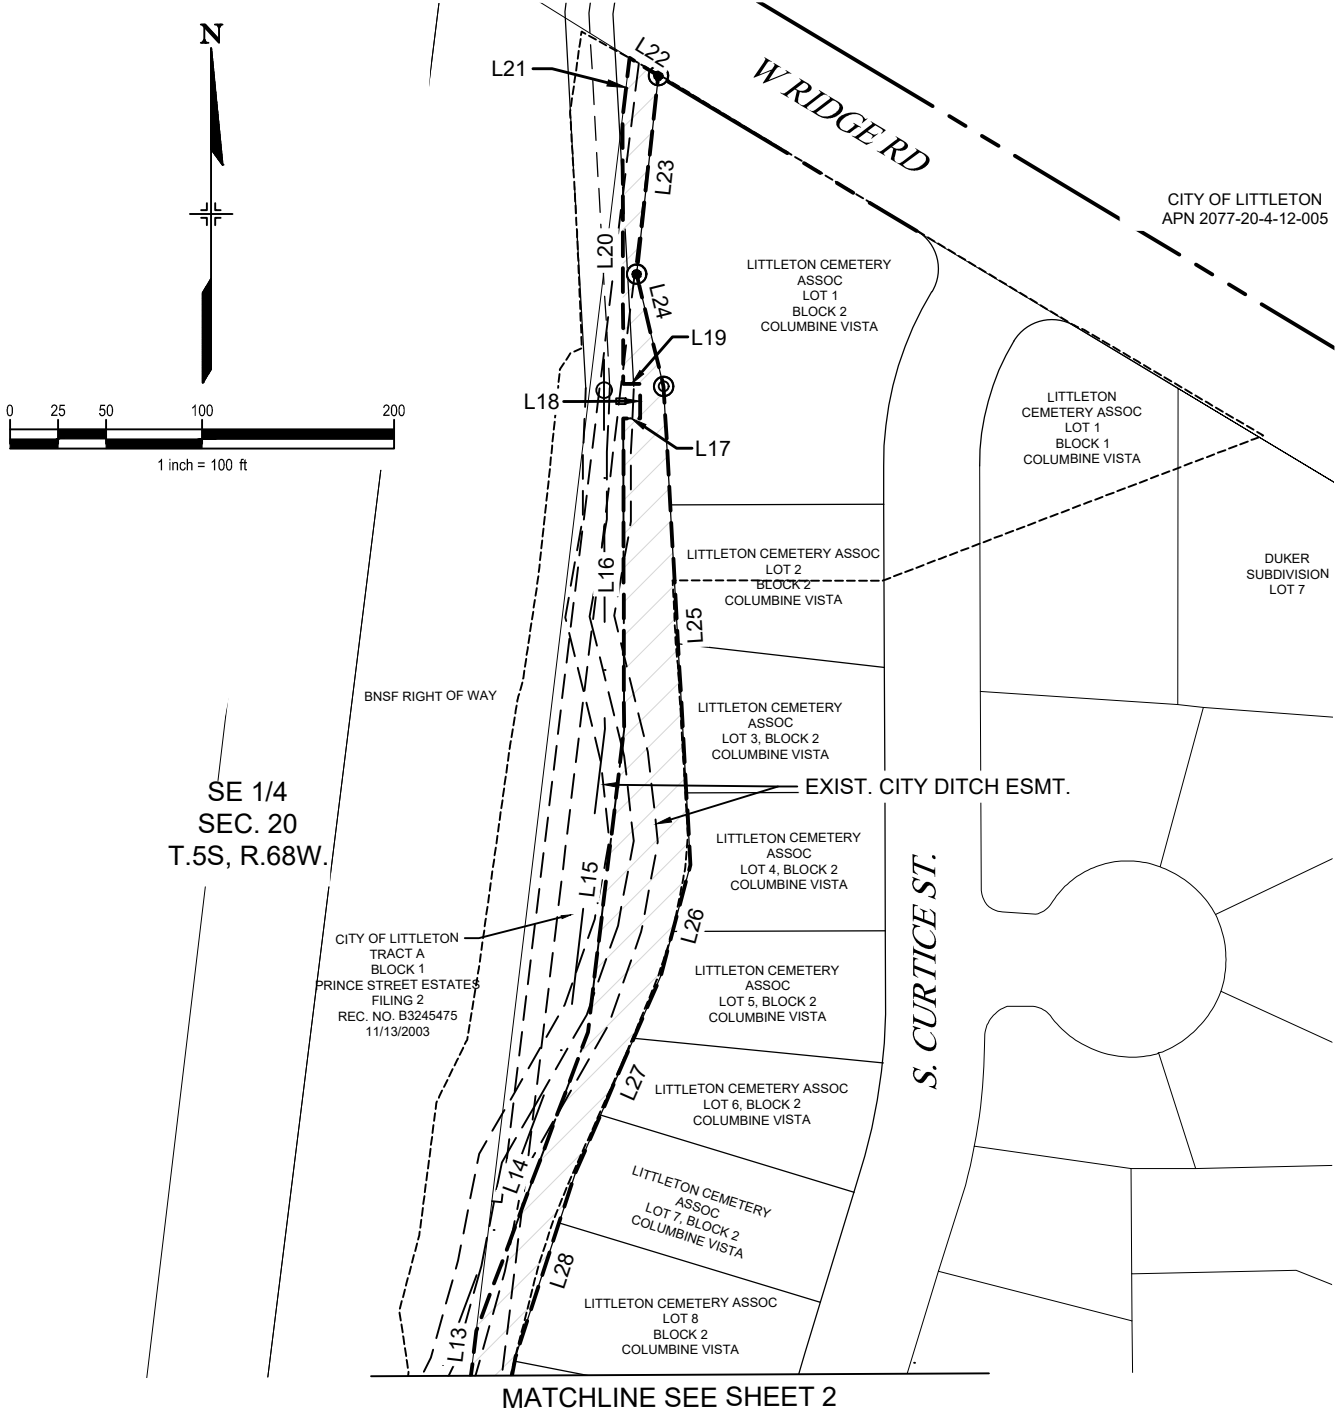 N
L21
L22
W RIDGE RD
L23
CITY OF LITTLETON
APN 2077-20-4-12-005
L20
LITTLETON CEMETERY
ASSOC
LOT 1
BLOCK 2
COLUMBINE VISTA
L24
L19
L18
L17
0 25 50 100 200
1 inch = 100 ft
LITTLETON
CEMETERY ASSOC
LOT 1
BLOCK 1
COLUMBINE VISTA
LITTLETON CEMETERY ASSOC
LOT 2
BLOCK 2
COLUMBINE VISTA
DUKER
SUBDIVISION
LOT 7
L16
L25
BNSF RIGHT OF WAY
LITTLETON CEMETERY
ASSOC
LOT 3, BLOCK 2
COLUMBINE VISTA
EXIST. CITY DITCH ESMT.
SE 1/4
SEC. 20
T.5S, R.68W.
LITTLETON CEMETERY
ASSOC
LOT 4, BLOCK 2
COLUMBINE VISTA
L15
L26
S. CURTICE ST.
CITY OF LITTLETON
TRACT A
BLOCK 1
PRINCE STREET ESTATES
FILING 2
REC. NO. B3245475
11/13/2003
LITTLETON CEMETERY
ASSOC
LOT 5, BLOCK 2
COLUMBINE VISTA
L27
LITTLETON CEMETERY ASSOC
LOT 6, BLOCK 2
COLUMBINE VISTA
L14
LITTLETON CEMETERY
ASSOC
LOT 7, BLOCK 2
COLUMBINE VISTA
L28
LITTLETON CEMETERY ASSOC
LOT 8
BLOCK 2
COLUMBINE VISTA
L13
MATCHLINE SEE SHEET 2